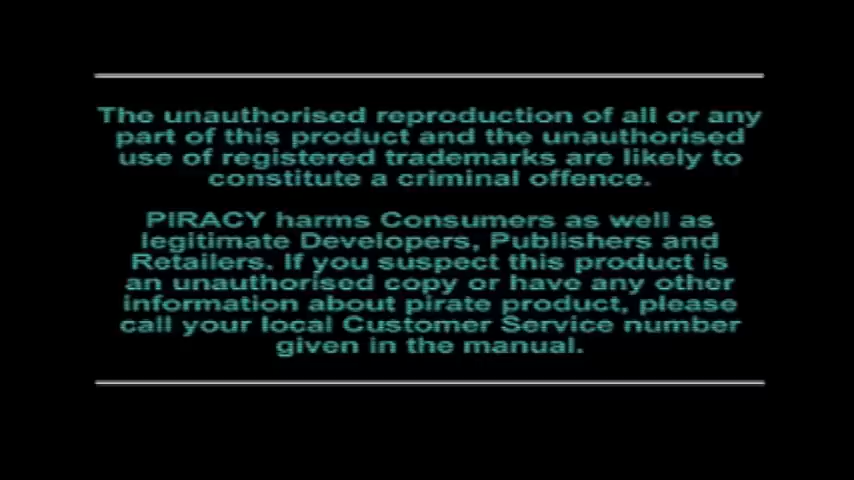 The unauthorised reproduction of all or any
part of this product and the unauthorised
use of registered trademarks are likely to
constitute a criminal offence.
PIRACY harms Consumers as well as
legitimate Developers, Publishers and
Retailers. If you suspect this product is
an unauthorised copy or have any other
information about pirate product, please
call your local Customer Service number
given in the manual.